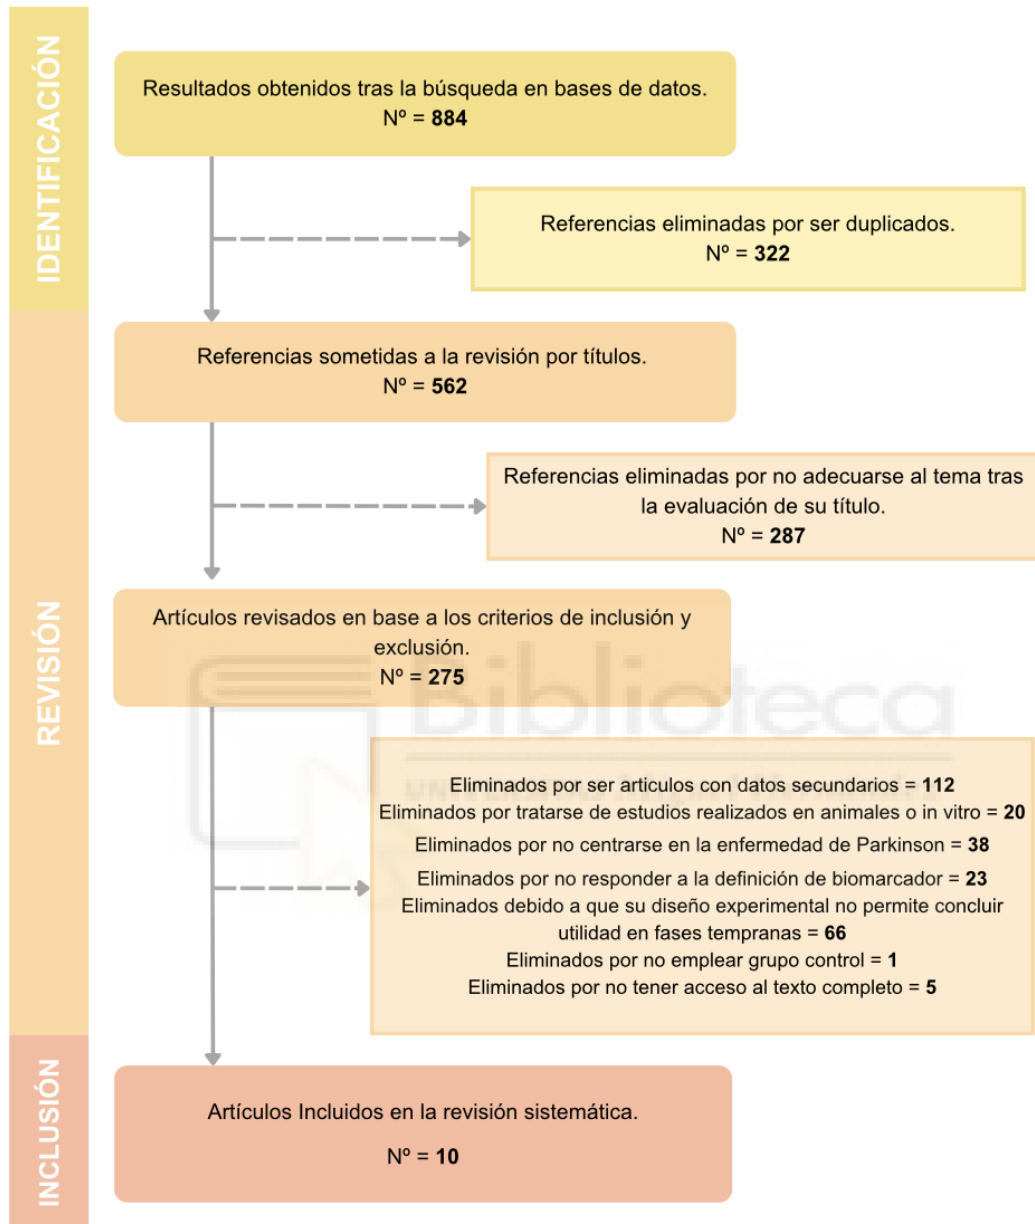 IDENTIFICACIÓN
Resultados obtenidos tras la búsqueda en bases de datos.
Nº = 884
Referencias eliminadas por ser duplicados.
Nº = 322
REVISIÓN
Referencias sometidas a la revisión por títulos.
Nº = 562
Referencias eliminadas por no adecuarse al tema tras
la evaluación de su título.
Nº = 287
Artículos revisados en base a los criterios de inclusión y
exclusión.
Nº = 275
Biblioteca
UNIVERSITAS Miguel Hernández
Eliminados por ser articulos con datos secundarios = 112
Eliminados por tratarse de estudios realizados en animales o in vitro = 20
Eliminados por no centrarse en la enfermedad de Parkinson = 38
Eliminados por no responder a la definición de biomarcador = 23
Eliminados debido a que su diseño experimental no permite concluir
utilidad en fases tempranas = 66
Eliminados por no emplear grupo control = 1
Eliminados por no tener acceso al texto completo = 5
INCLUSIÓN
Artículos Incluidos en la revisión sistemática.
Nº = 10